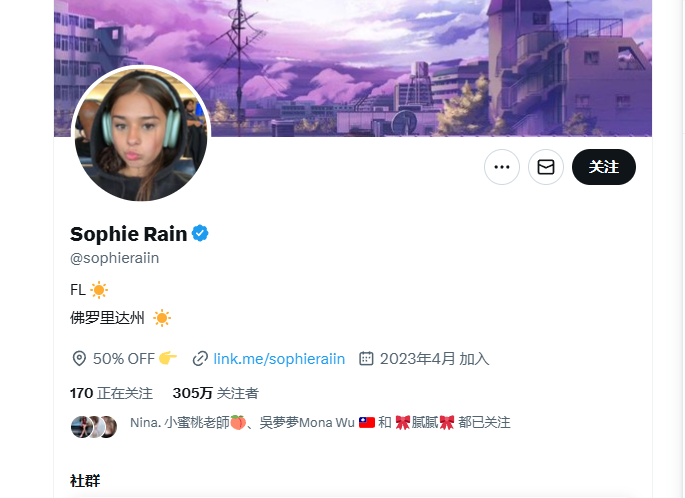 关注
Sophie Rain
@sophieraiin
FL ☀️
佛罗里达州 ☀️
50% OFF 👉 link.me/sophieraiin 2023年4月 加入
170 正在关注 305万 关注者
Nina. 小蜜桃老師🍑、吳夢夢Mona Wu 🇹🇼 和 🎀膩膩🎀 都已关注
社群